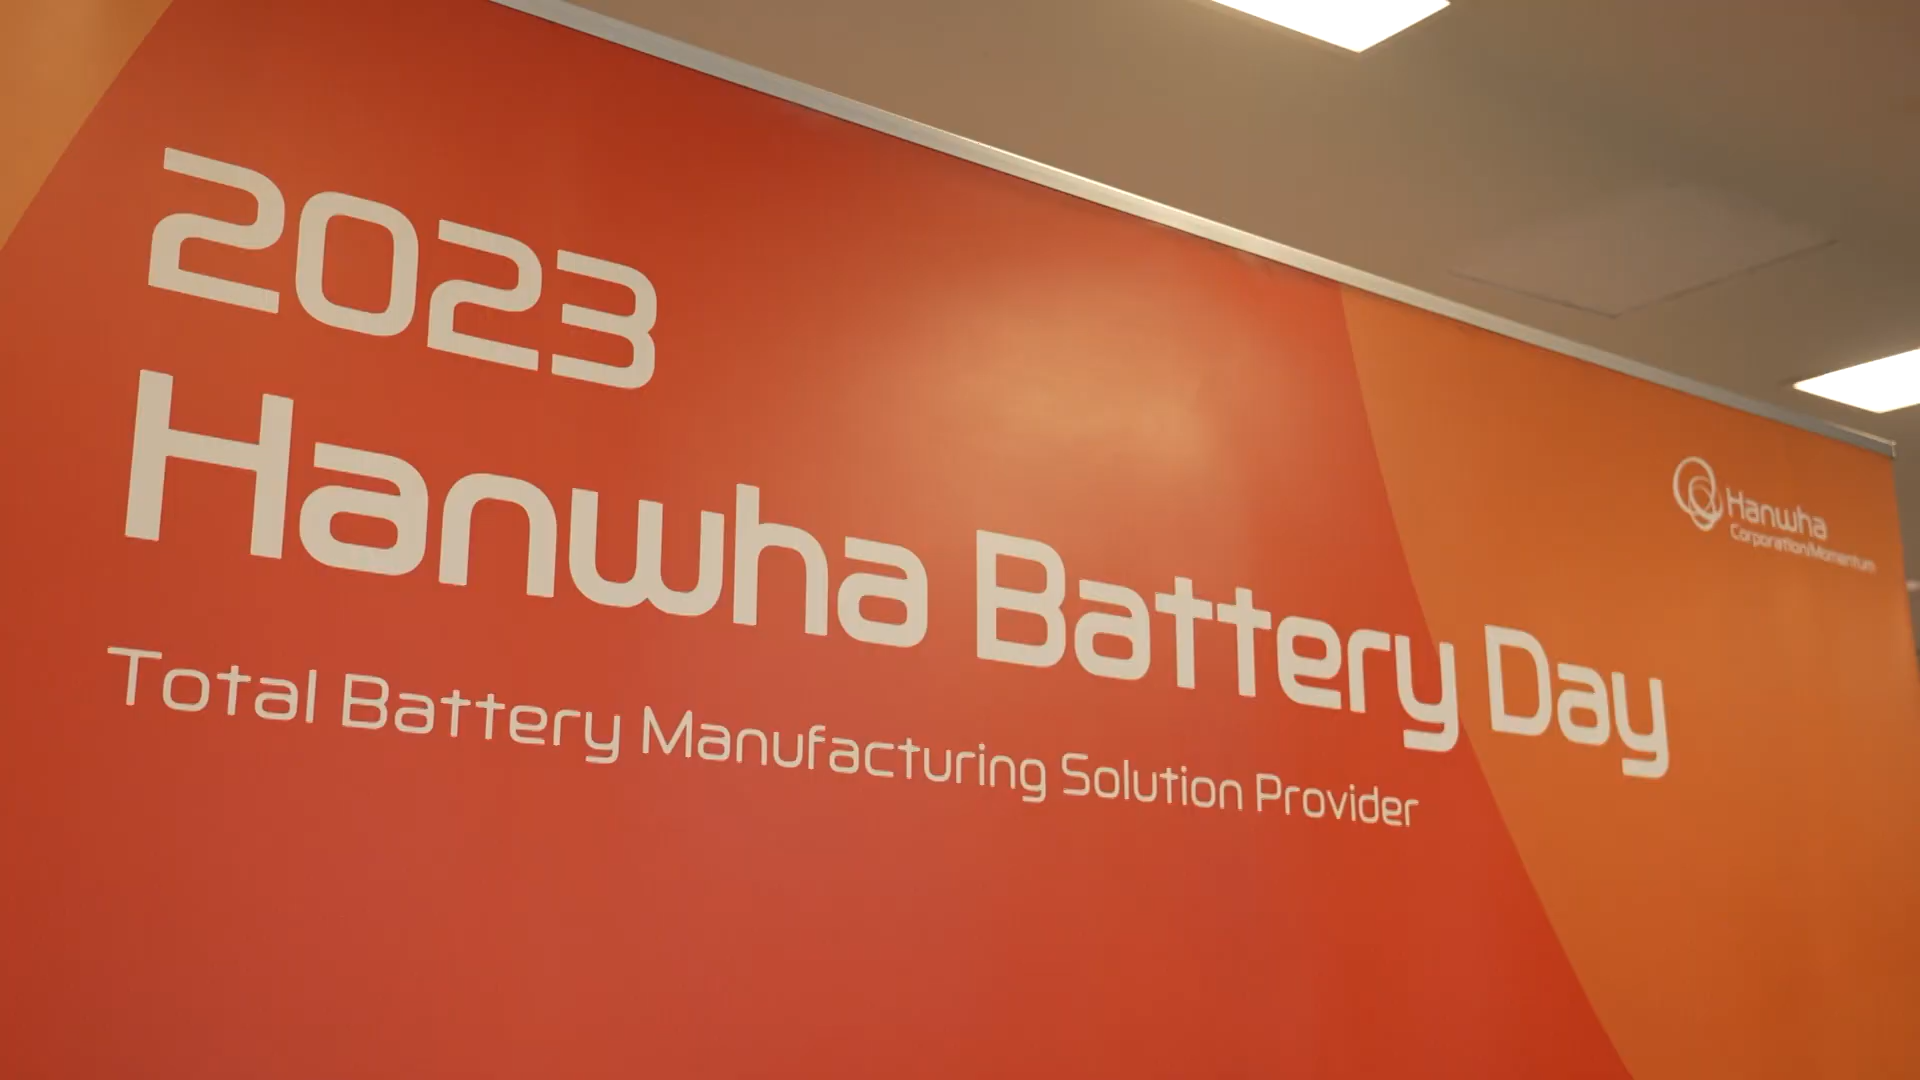 2023
Hanwha Battery Day
Total Battery Manufacturing Solution Provider
Hanwha
Corporation/Momentum